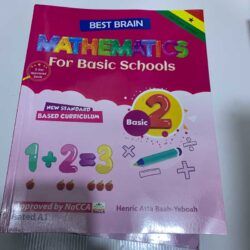 BEST BRAIN
MATHEMATICS
For Basic Schools
NEW STANDARD
BASED CURRICULUM
Basic 2
1+2=3
Approved by NaCCA
Henric Asta Baah-Yeboah